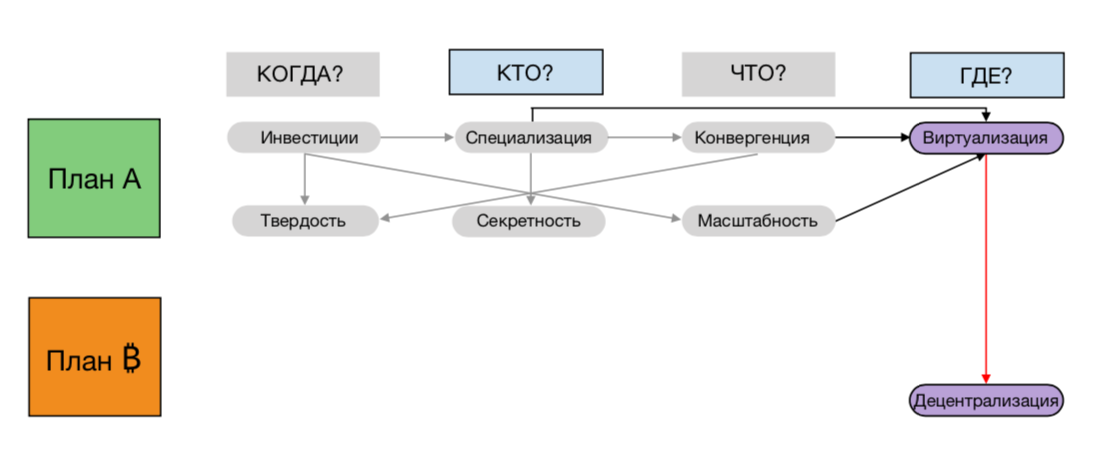 КОГДА?
КТО?
ЧТО?
ГДЕ?
План А
Инвестиции
Специализация
Конвергенция
Виртуализация
Твердость
Секретность
Масштабность
План ₿
Децентрализация